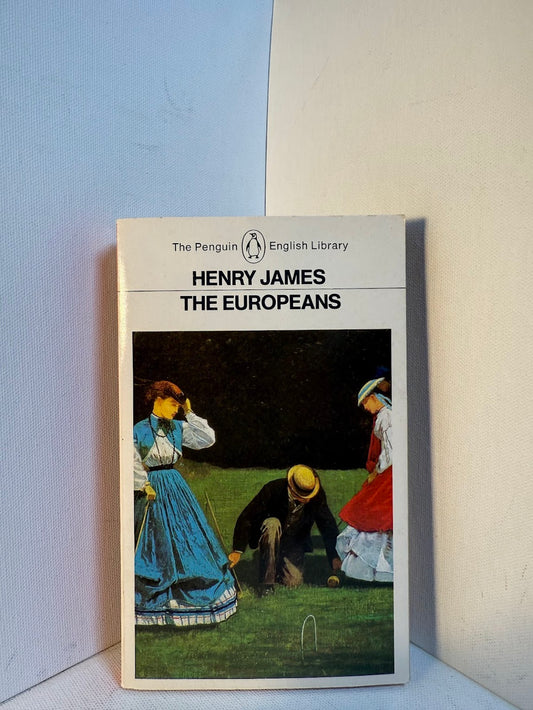 The Penguin English Library
HENRY JAMES
THE EUROPEANS